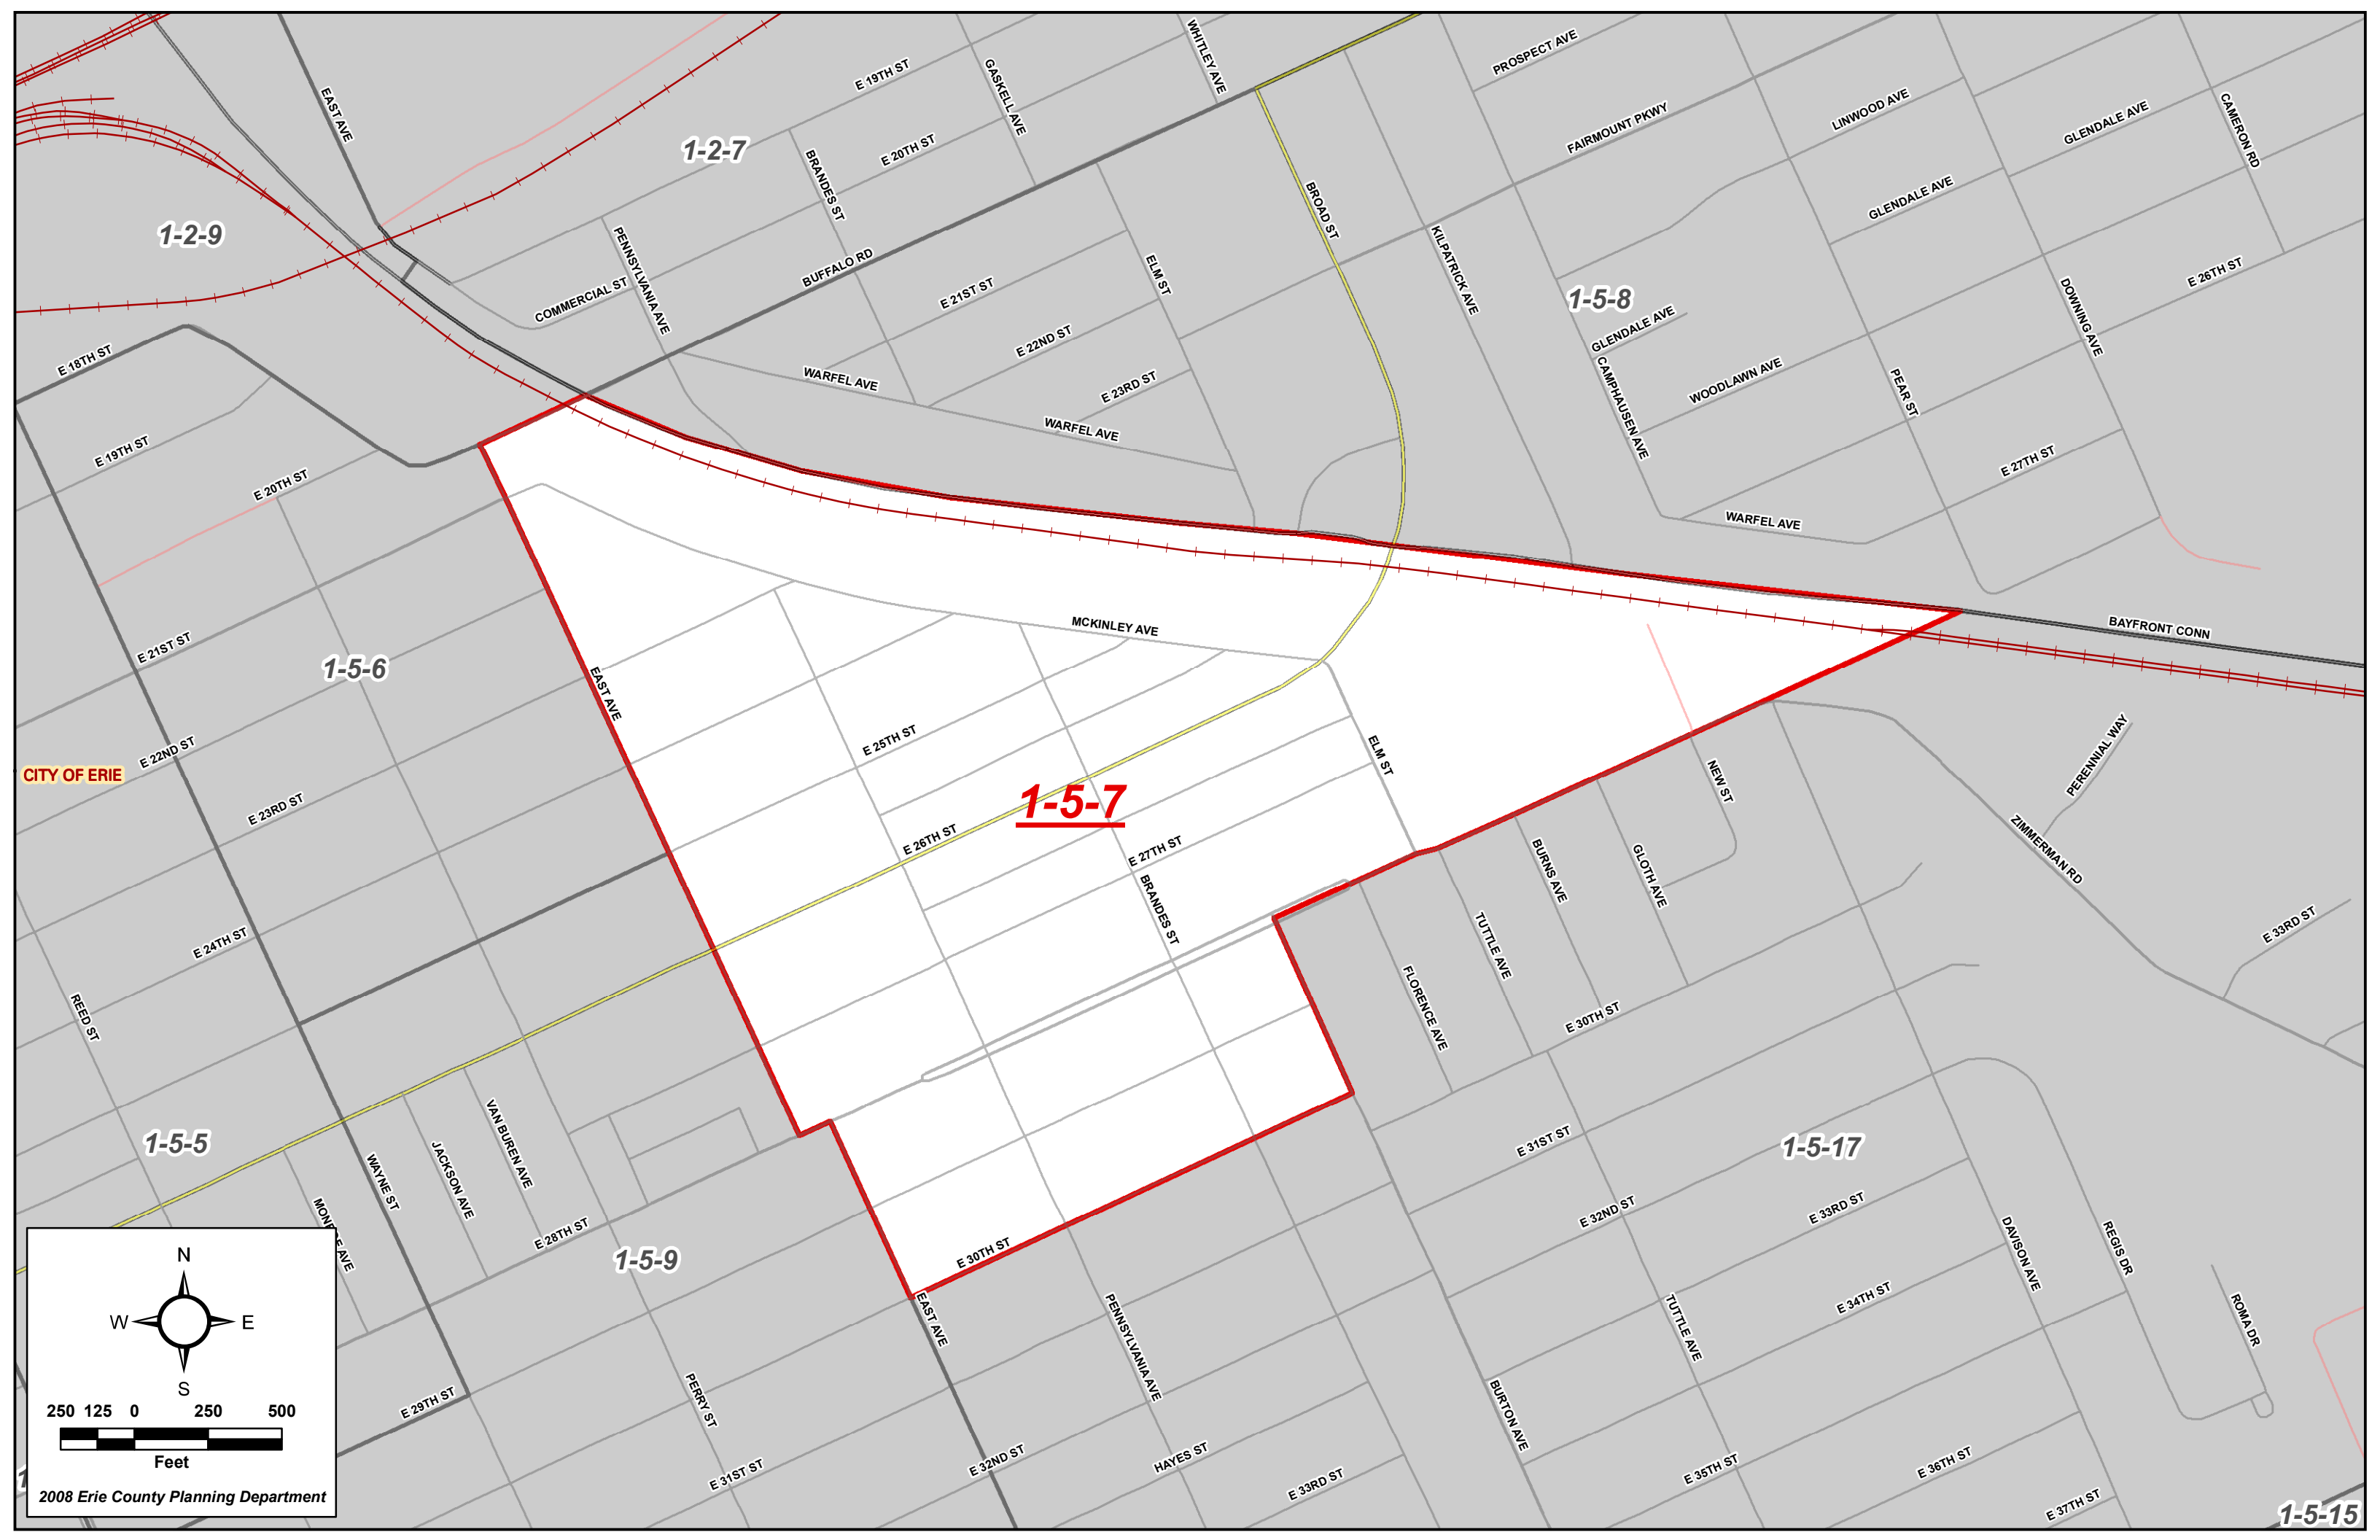 WHITLEY AVE
PROSPECT AVE
E 19TH ST
GASKELL AVE
EAST AVE
LINWOOD AVE
GLENDALE AVE
CAMERON RD
FAIRMOUNT PKWY
1-2-7
E 20TH ST
BRANDES ST
BROAD ST
GLENDALE AVE
1-2-9
PENNSYLVANIA AVE
BUFFALO RD
ELM ST
KILPATRICK AVE
E 26TH ST
COMMERCIAL ST
E 21ST ST
1-5-8
DOWNING AVE
GLENDALE AVE
E 22ND ST
E 18TH ST
WARFEL AVE
E 23RD ST
CAMPHAUSEN AVE
WOODLAWN AVE
PEAR ST
WARFEL AVE
E 19TH ST
E 27TH ST
E 20TH ST
WARFEL AVE
MCKINLEY AVE
BAYFRONT CONN
E 21ST ST
1-5-6
EAST AVE
E 22ND ST
E 25TH ST
ELM ST
PERENNIAL WAY
CITY OF ERIE
NEW ST
1-5-7
E 23RD ST
E 26TH ST
E 27TH ST
ZIMMERMAN RD
BURNS AVE
GLOTH AVE
BRANDES ST
E 33RD ST
E 24TH ST
TUTTLE AVE
REED ST
FLORENCE AVE
E 30TH ST
1-5-5
VAN BUREN AVE
JACKSON AVE
WAYNE ST
E 31ST ST
1-5-17
MONROE AVE
E 28TH ST
E 32ND ST
E 33RD ST
1-5-9
E 30TH ST
DAVISON AVE
REGIS DR
EAST AVE
PENNSYLVANIA AVE
TUTTLE AVE
E 34TH ST
ROMA DR
N
W E
S
250 125 0 250 500
Feet
2008 Erie County Planning Department
E 29TH ST
PERRY ST
BURTON AVE
E 31ST ST
E 32ND ST
HAYES ST
E 33RD ST
E 35TH ST
E 36TH ST
E 37TH ST
1-5-15